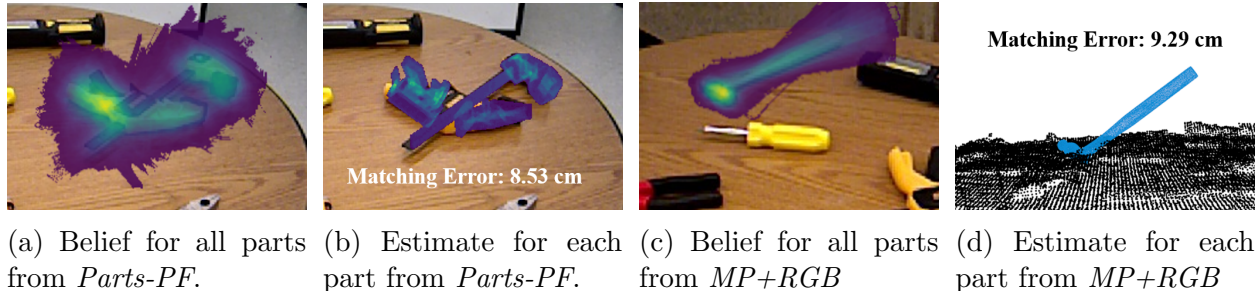 Matching Error: 8.53 cm
Matching Error: 9.29 cm
(a) Belief for all parts
from Parts-PF.
(b) Estimate for each
part from Parts-PF.
(c) Belief for all parts
from MP+RGB
(d) Estimate for each
part from MP+RGB